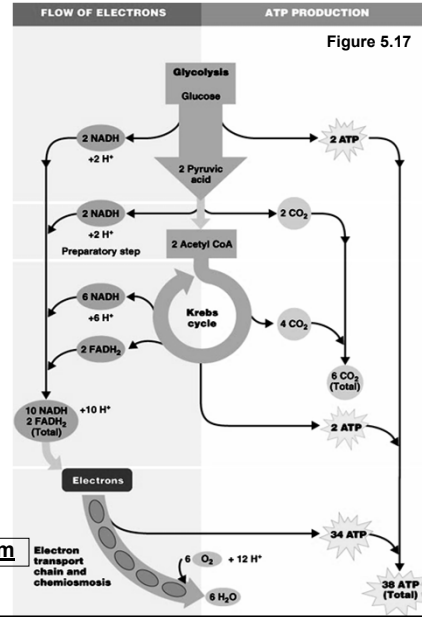 FLOW OF ELECTRONS
ATP PRODUCTION
Figure 5.17
Glycolysis
Glucose
2 NADH
+2 H⁺
2 ATP
2 Pyruvic
acid
2 NADH
+2 H⁺
2 CO₂
Preparatory step
2 Acetyl CoA
6 NADH
+6 H⁺
Krebs
cycle
4 CO₂
2 FADH₂
6 CO₂
(Total)
10 NADH
2 FADH₂
(Total)
+10 H⁺
2 ATP
Electrons
34 ATP
m
Electron
transport
chain and
chemiosmosis
6 O₂ + 12 H⁺
6 H₂O
38 ATP
(Total)